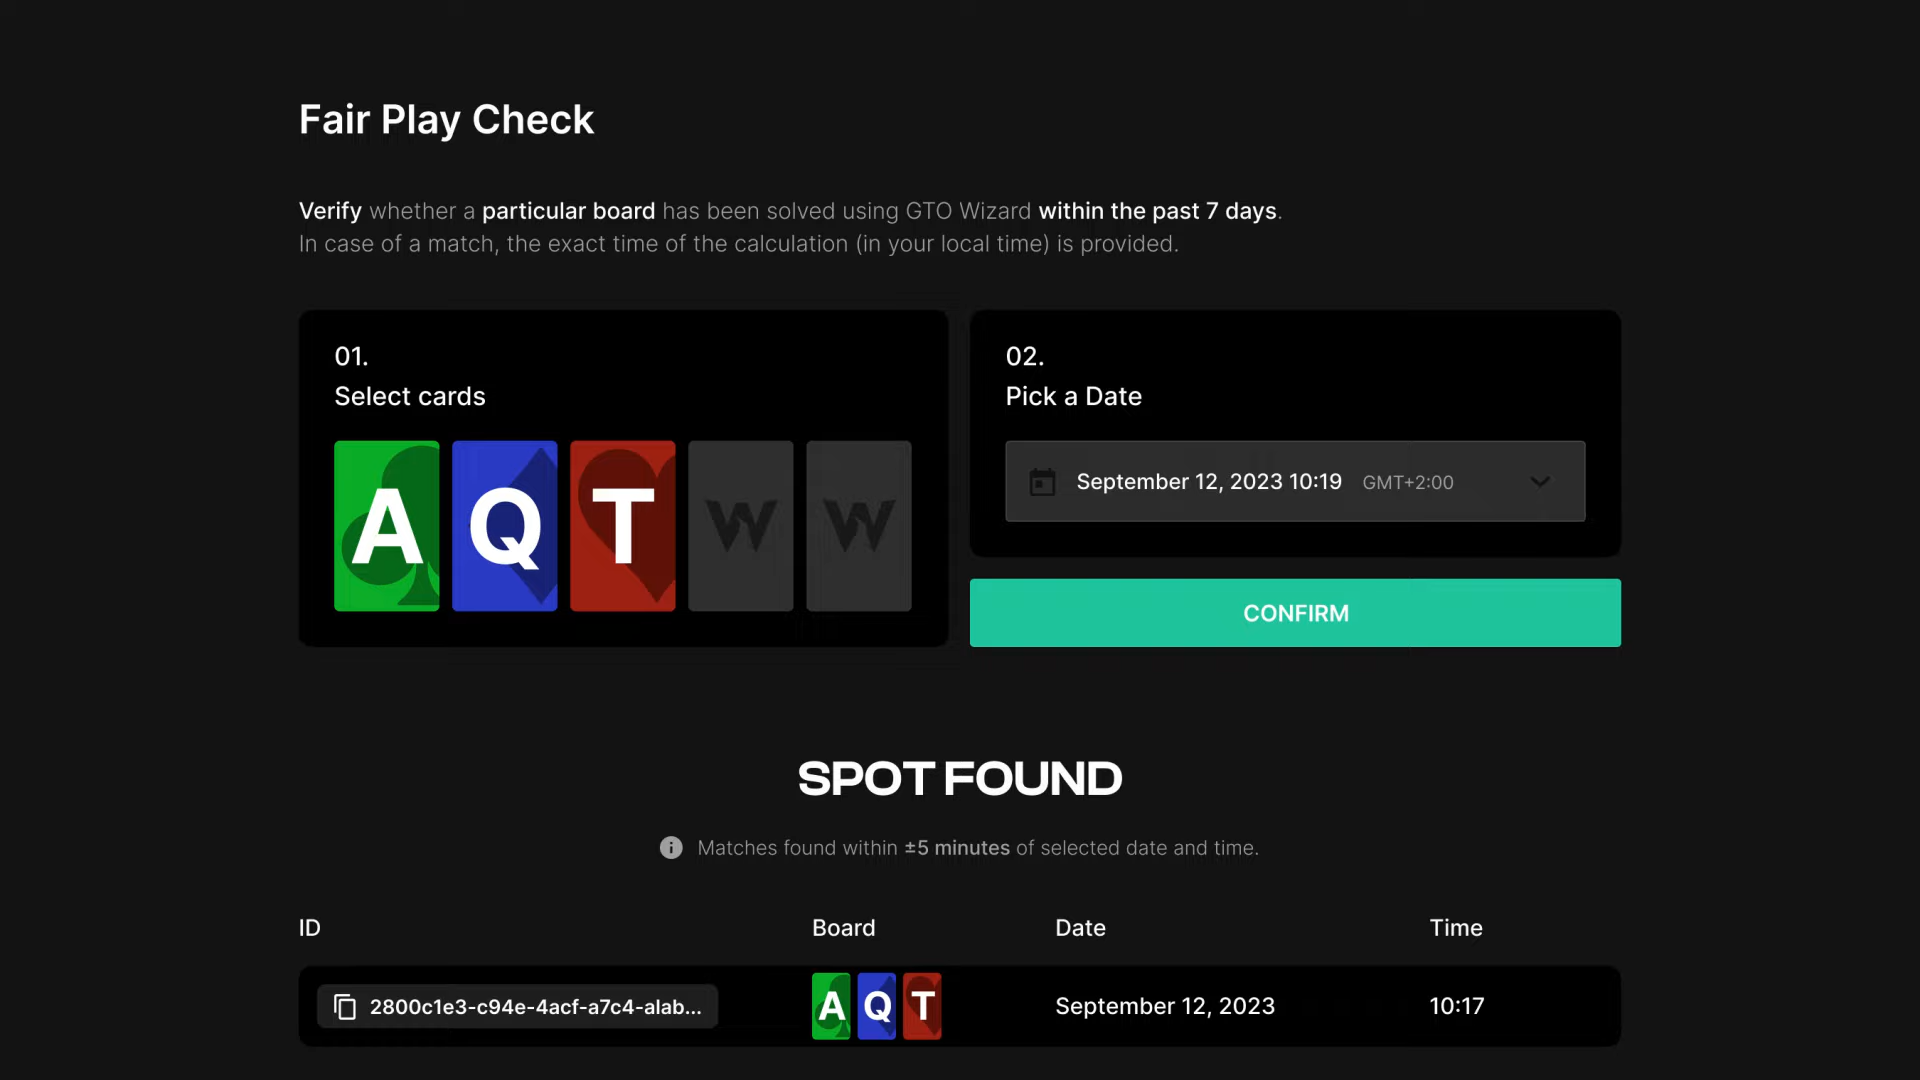 Fair Play Check
Verify whether a particular board has been solved using GTO Wizard within the past 7 days.
In case of a match, the exact time of the calculation (in your local time) is provided.
01.
Select cards
A Q T W W
02.
Pick a Date
September 12, 2023 10:19 GMT+2:00
CONFIRM
SPOT FOUND
Matches found within ±5 minutes of selected date and time.
ID Board Date Time
2800c1e3-c94e-4acf-a7c4-alab... A Q T September 12, 2023 10:17